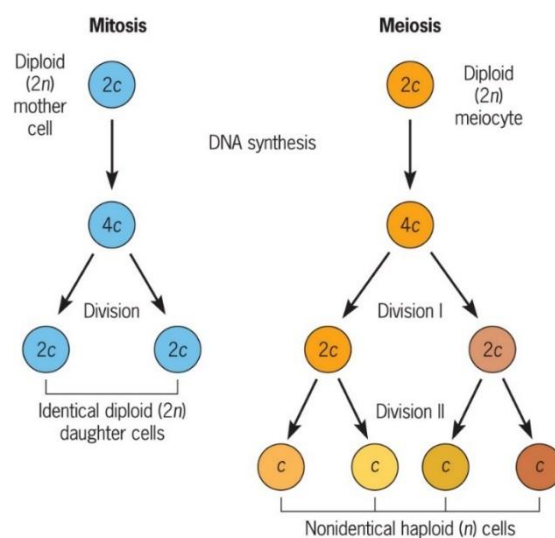 Mitosis
Diploid
(2n)
mother
cell
2c
DNA synthesis
4c
Division
2c
2c
Identical diploid (2n)
daughter cells
Meiosis
2c
Diploid
(2n)
meiocyte
4c
Division I
2c
2c
Division II
c
c
c
c
Nonidentical haploid (n) cells